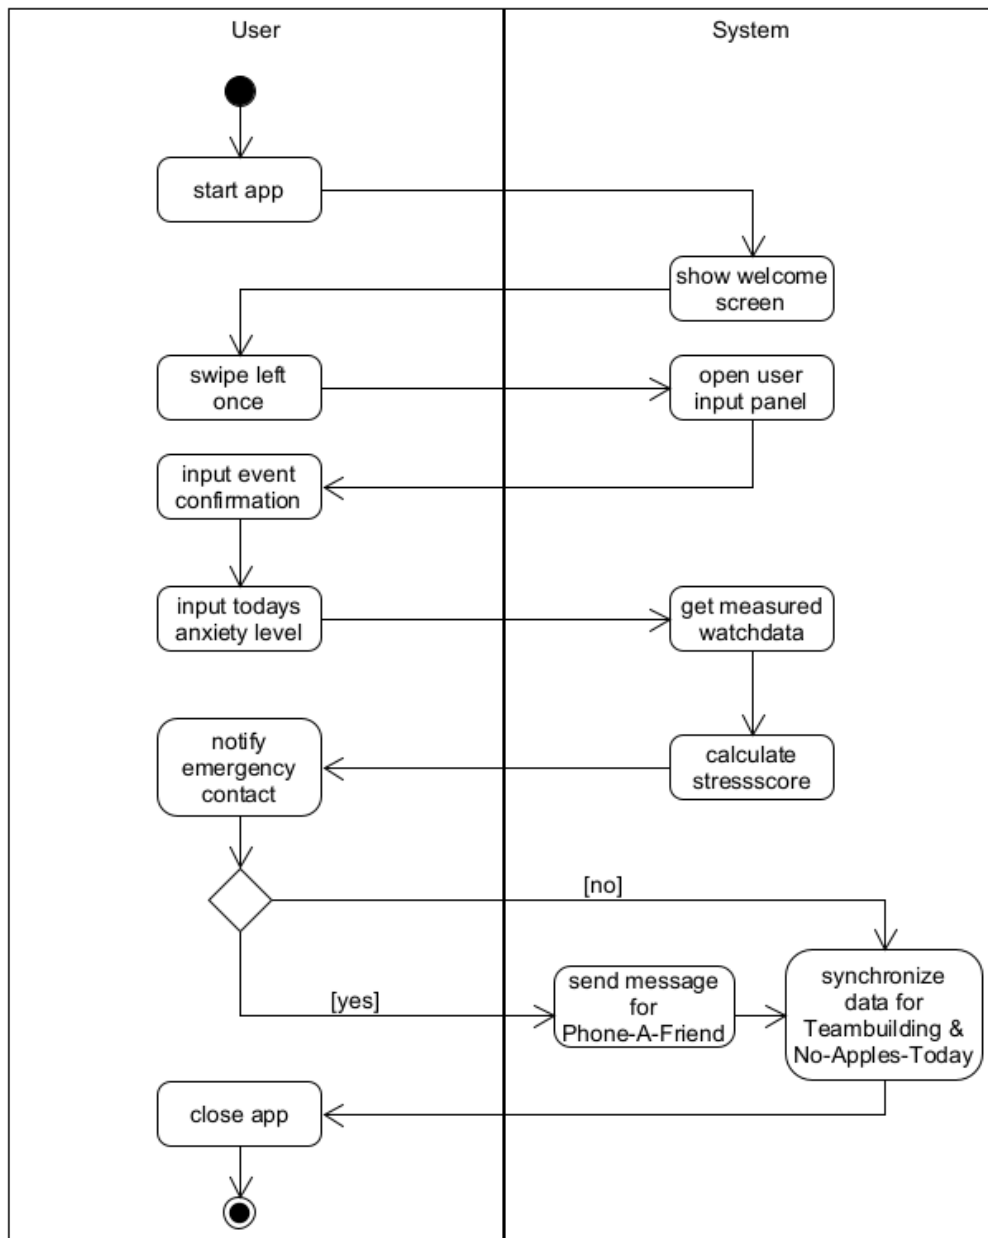 User
System
start app
show welcome
screen
swipe left
once
open user
input panel
input event
confirmation
input todays
anxiety level
get measured
watchdata
notify
emergency
contact
calculate
stressscore
[no]
[yes]
send message
for
Phone-A-Friend
synchronize
data for
Teambuilding &
No-Apples-Today
close app